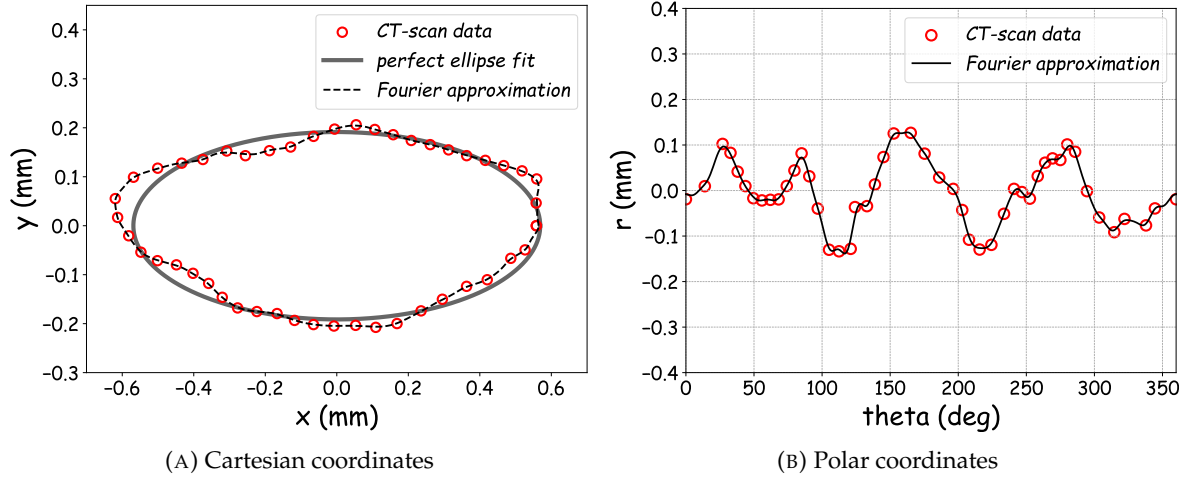 CT-scan data
perfect ellipse fit
Fourier approximation
y (mm)
0.4
0.3
0.2
0.1
0.0
−0.1
−0.2
−0.3
−0.6 −0.4 −0.2 0.0 0.2 0.4 0.6
x (mm)
(A) Cartesian coordinates
CT-scan data
Fourier approximation
r (mm)
0.4
0.3
0.2
0.1
0.0
−0.1
−0.2
−0.3
−0.4
0 50 100 150 200 250 300 350
theta (deg)
(B) Polar coordinates